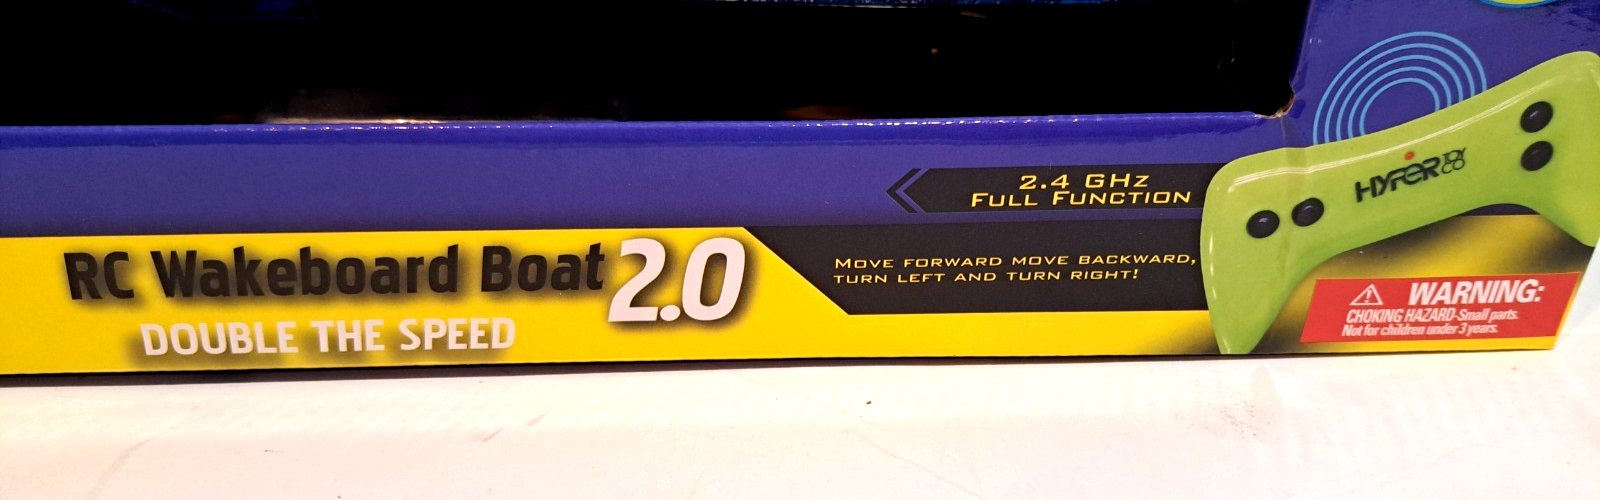 2.4 GHz
Full Function
RC Wakeboard Boat 2.0
DOUBLE THE SPEED
Move forward move backward,
turn left and turn right!
HYPER TOY CO
WARNING:
CHOKING HAZARD-Small parts.
Not for children under 3 years.